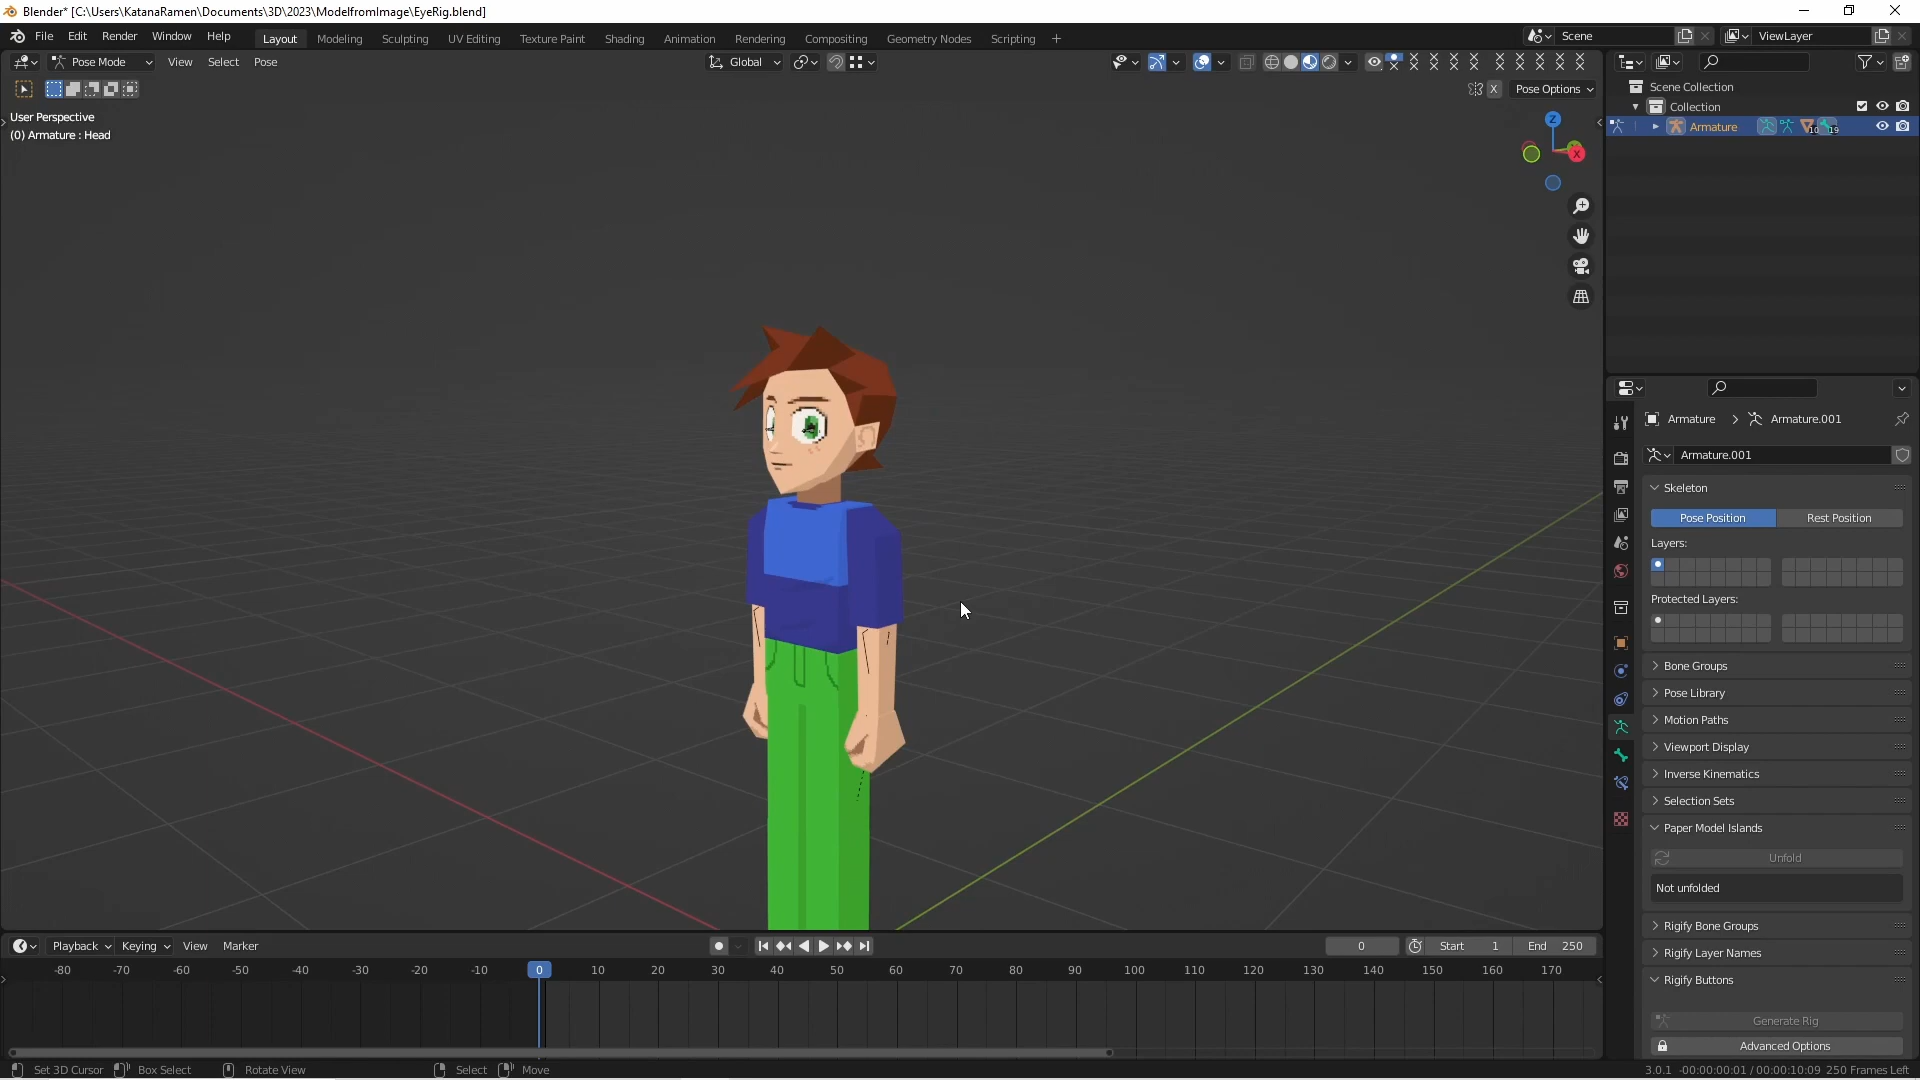 Blender* [C:\Users\KatanaRamen\Documents\3D\2023\ModelfromImage\EyeRig.blend]
File Edit Render Window Help Layout Modeling Sculpting UV Editing Texture Paint Shading Animation Rendering Compositing Geometry Nodes Scripting + Scene ViewLayer
Pose Mode View Select Pose Global
X Pose Options
User Perspective
(0) Armature : Head
Z
X
Scene Collection
Collection
Armature 10 19
Armature > Armature.001
Armature.001
Skeleton
Pose Position Rest Position
Layers:
Protected Layers:
Bone Groups
Pose Library
Motion Paths
Viewport Display
Inverse Kinematics
Selection Sets
Paper Model Islands
Unfold
Not unfolded
Rigify Bone Groups
Rigify Layer Names
Rigify Buttons
Generate Rig
Advanced Options
Playback Keying View Marker 0 Start 1 End 250
-80 -70 -60 -50 -40 -30 -20 -10 0 10 20 30 40 50 60 70 80 90 100 110 120 130 140 150 160 170
Set 3D Cursor Box Select Rotate View Select Move 3.0.1 -00:00:00:01 / 00:00:10:09 250 Frames Left